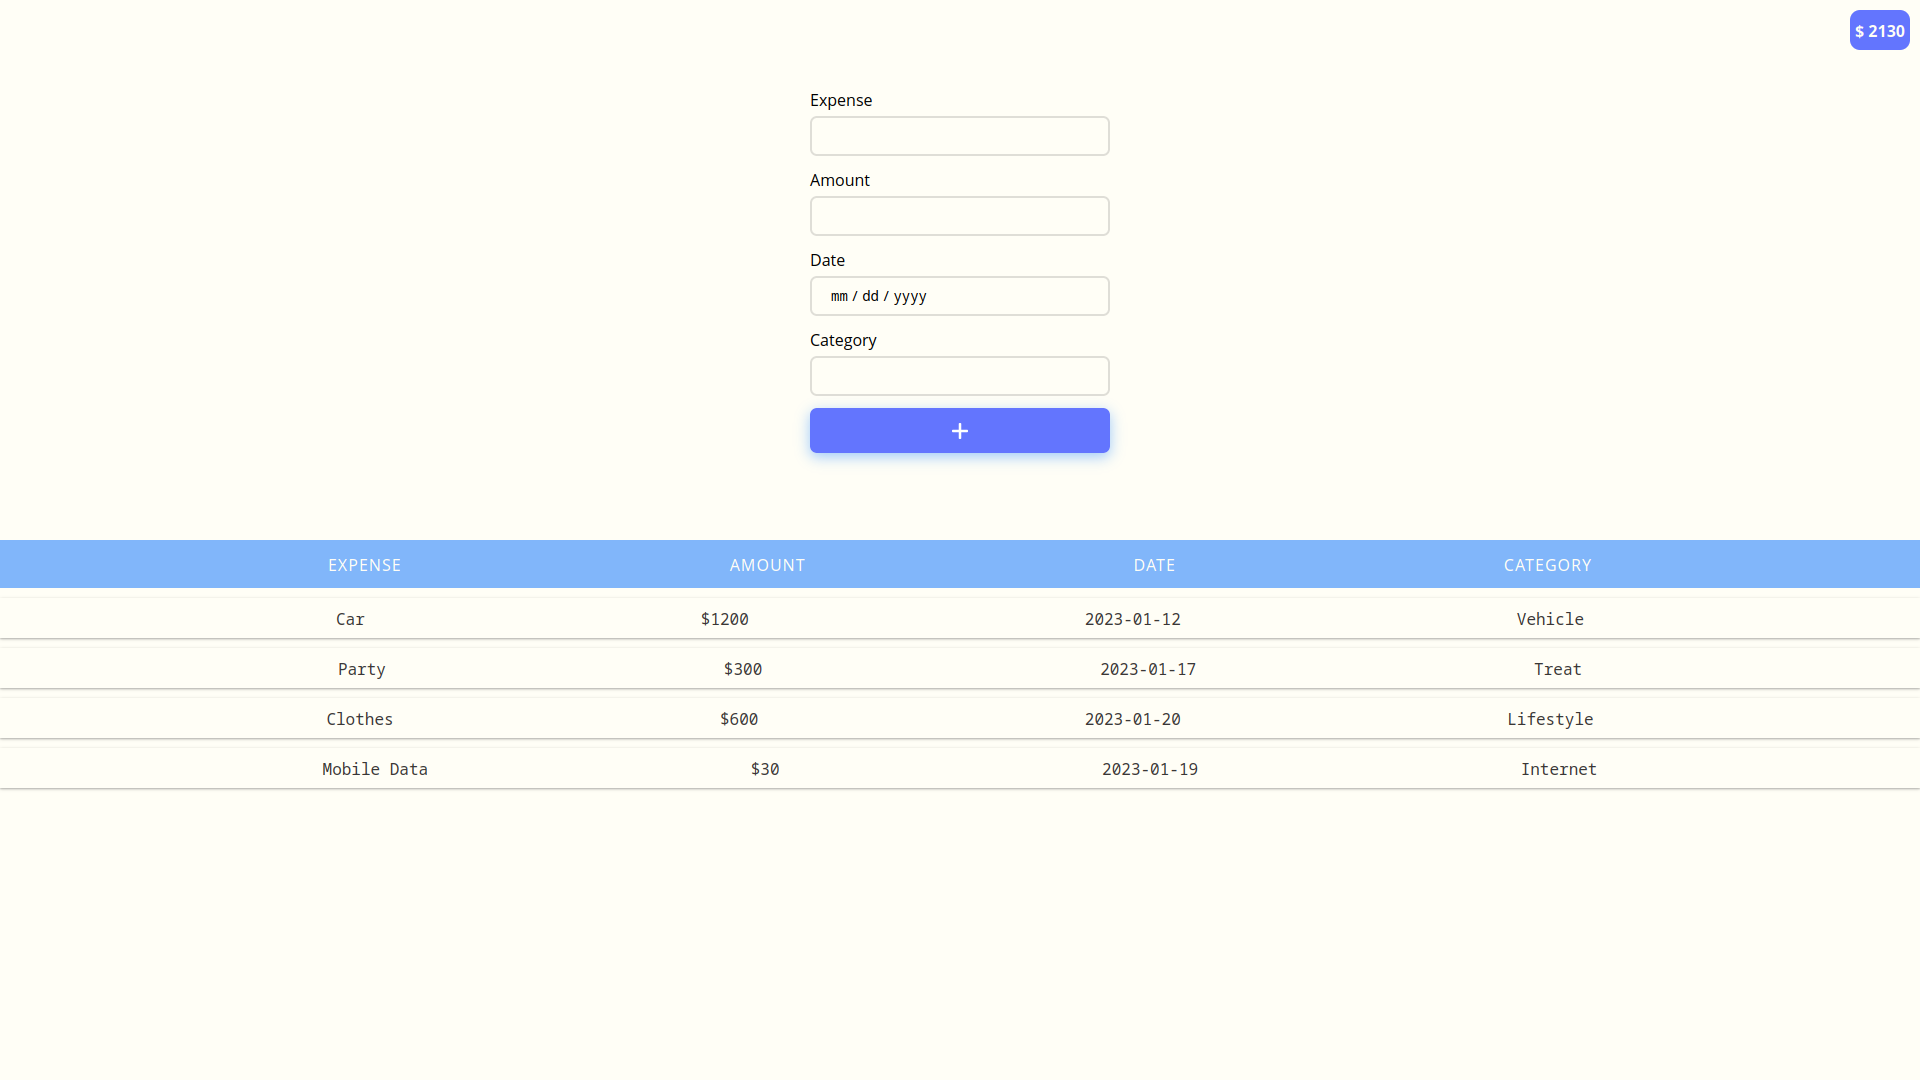 $ 2130
Expense
Amount
Date
mm / dd / yyyy
Category
+
EXPENSE AMOUNT DATE CATEGORY
Car $1200 2023-01-12 Vehicle
Party $300 2023-01-17 Treat
Clothes $600 2023-01-20 Lifestyle
Mobile Data $30 2023-01-19 Internet